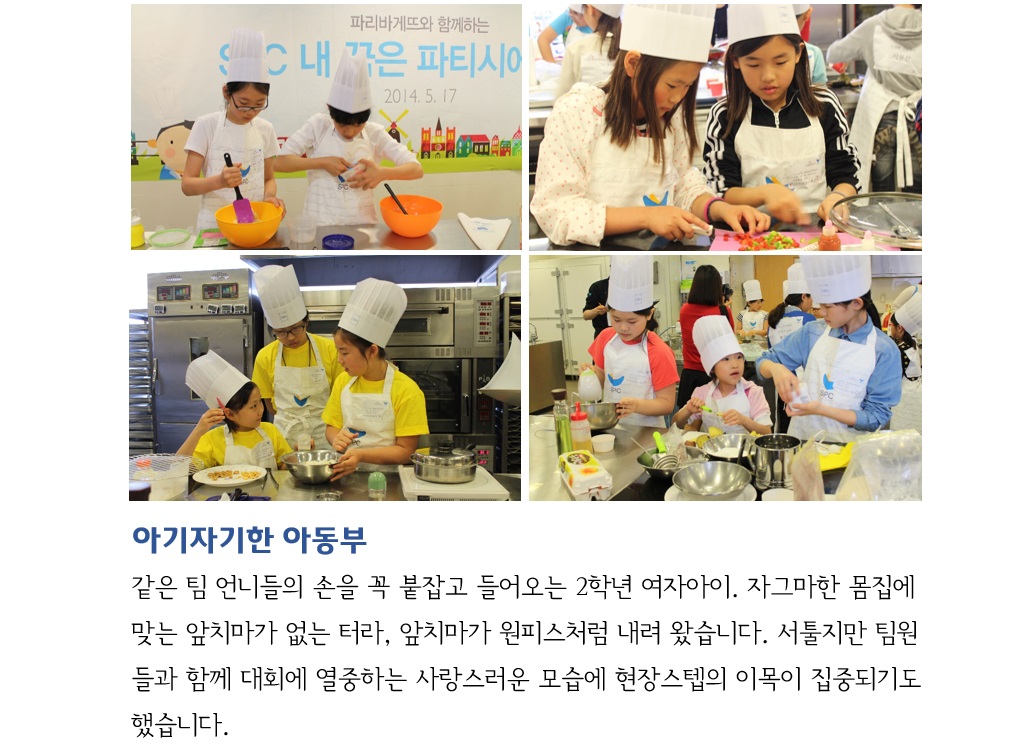 파리바게뜨와 함께하는
SPC 내 꿈은 파티시에
2014. 5. 17
SPC
SPC
SPC
아기자기한 아동부
같은 팀 언니들의 손을 꼭 붙잡고 들어오는 2학년 여자아이. 자그마한 몸집에
맞는 앞치마가 없는 터라, 앞치마가 원피스처럼 내려 왔습니다. 서툴지만 팀원
들과 함께 대회에 열중하는 사랑스러운 모습에 현장스텝의 이목이 집중되기도
했습니다.